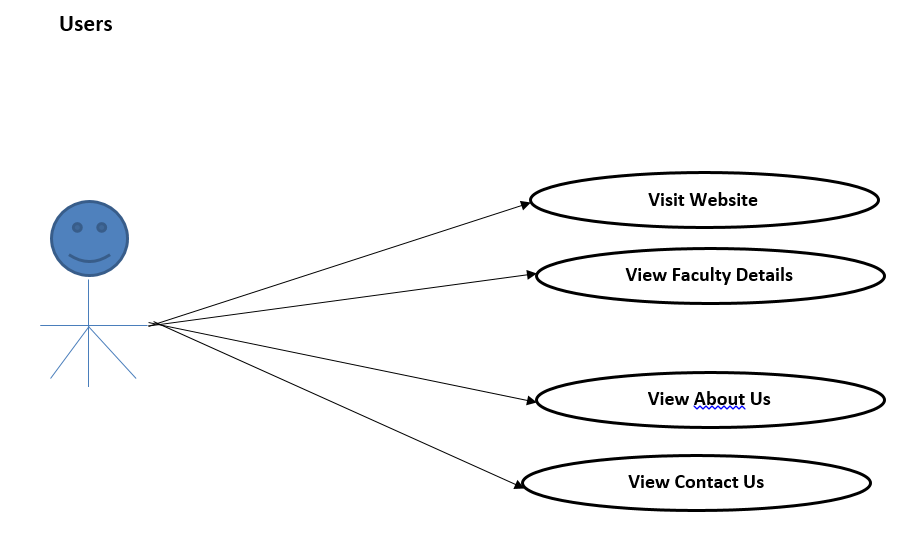 Users
Visit Website
View Faculty Details
View About Us
View Contact Us